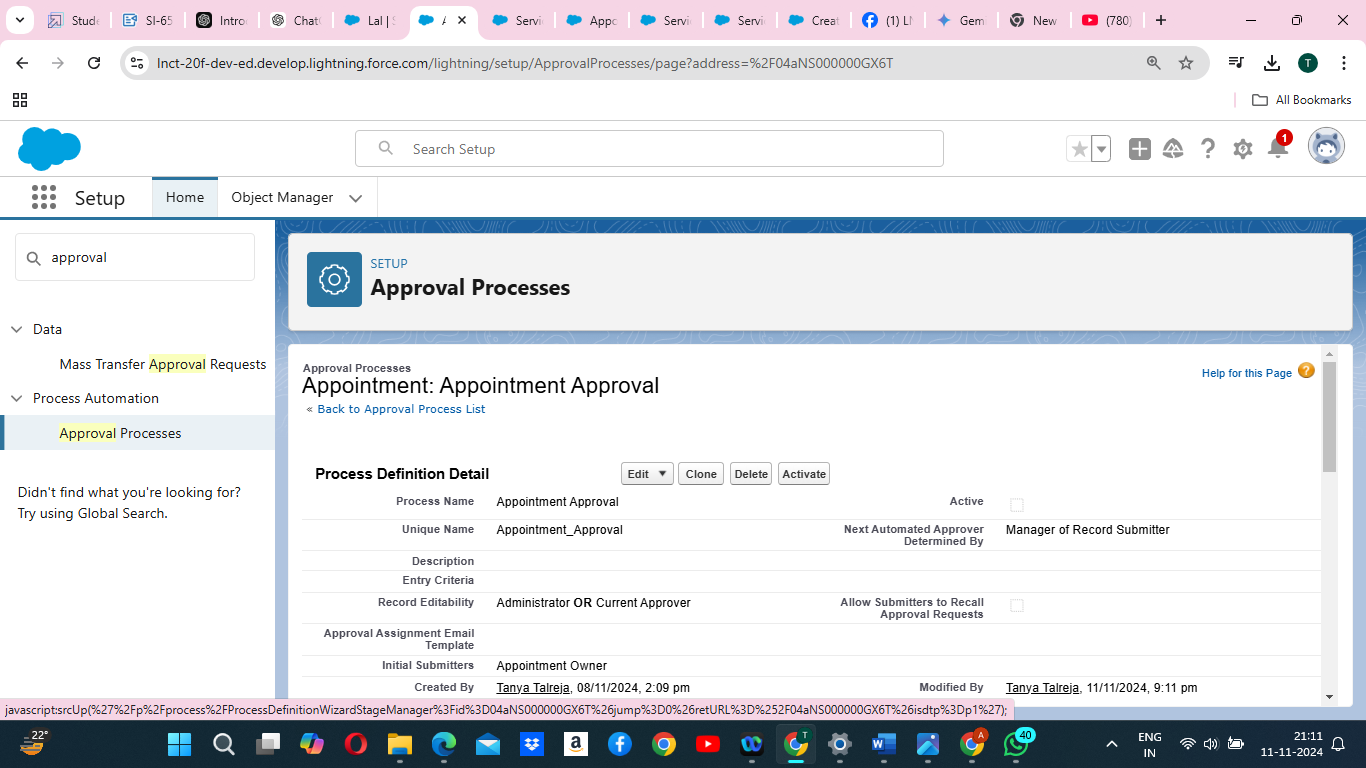 Stude
SI-65
Intro
ChatG
Lal | S
A
Servic
Appo
Servic
Servic
Creat
(1) LN
Gem
New
(780)
lnct-20f-dev-ed.develop.lightning.force.com/lightning/setup/ApprovalProcesses/page?address=%2F04aNS000000GX6T
T
All Bookmarks
Search Setup
1
Setup
Home
Object Manager
approval
Data
Mass Transfer Approval Requests
Process Automation
Approval Processes
Didn't find what you're looking for?
Try using Global Search.
SETUP
Approval Processes
Approval Processes
Appointment: Appointment Approval
« Back to Approval Process List
Help for this Page ?
Process Definition Detail
Edit ▼ Clone Delete Activate
Process Name Appointment Approval Active
Unique Name Appointment_Approval Next Automated Approver Determined By Manager of Record Submitter
Description
Entry Criteria
Record Editability Administrator OR Current Approver Allow Submitters to Recall Approval Requests
Approval Assignment Email Template
Initial Submitters Appointment Owner
Created By Tanya Talreja, 08/11/2024, 2:09 pm Modified By Tanya Talreja, 11/11/2024, 9:11 pm
javascript:srcUp(%27%2Fp%2Fprocess%2FProcessDefinitionWizardStageManager%3Fid%3D04aNS000000GX6T%26jump%3D0%26retURL%3D%252F04aNS000000GX6T%26isdtp%3Dp1%27);
22°
a
T
W
A
40
ENG
IN
21:11
11-11-2024